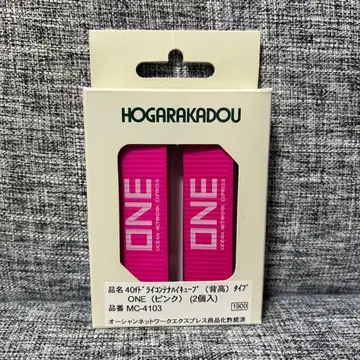 HOGARAKADOU
ONE
OCEAN NETWORK EXPRESS
ONE
OCEAN NETWORK EXPRESS
品名 40ftドライコンテナハイキューブ（背高）タイプ
ONE（ピンク） (2個入)
品番 MC-4103
1900
オーシャンネットワークエクスプレス商品化許諾済